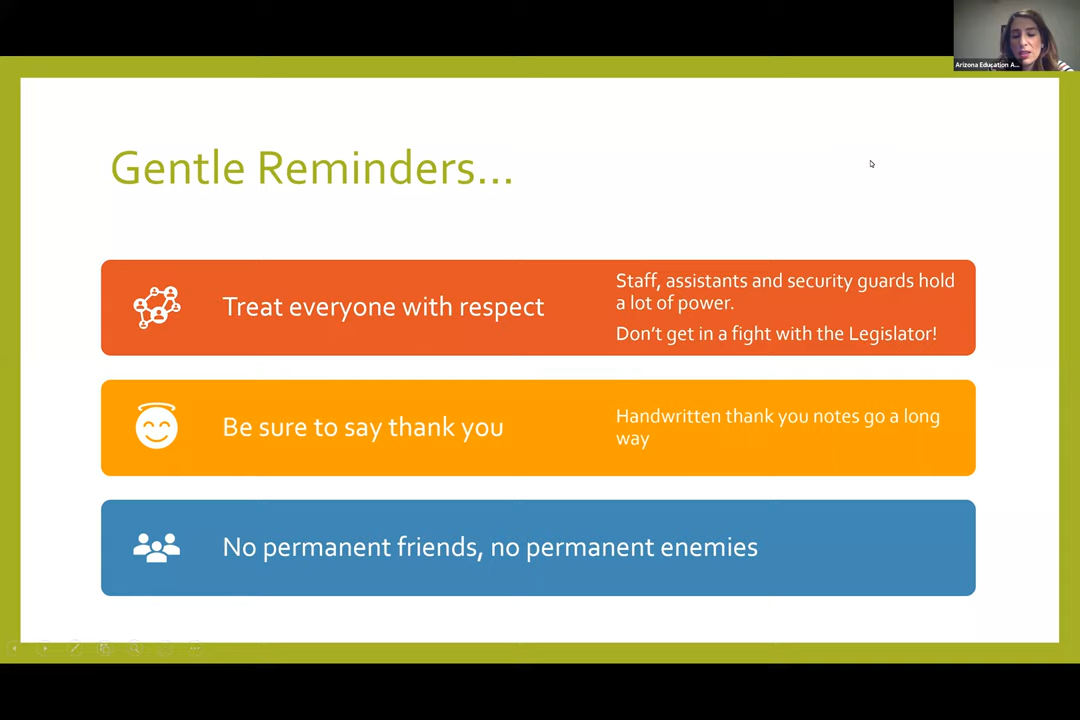 Arizona Education A...
Gentle Reminders...
Treat everyone with respect
Staff, assistants and security guards hold
a lot of power.
Don't get in a fight with the Legislator!
Be sure to say thank you
Handwritten thank you notes go a long
way
No permanent friends, no permanent enemies